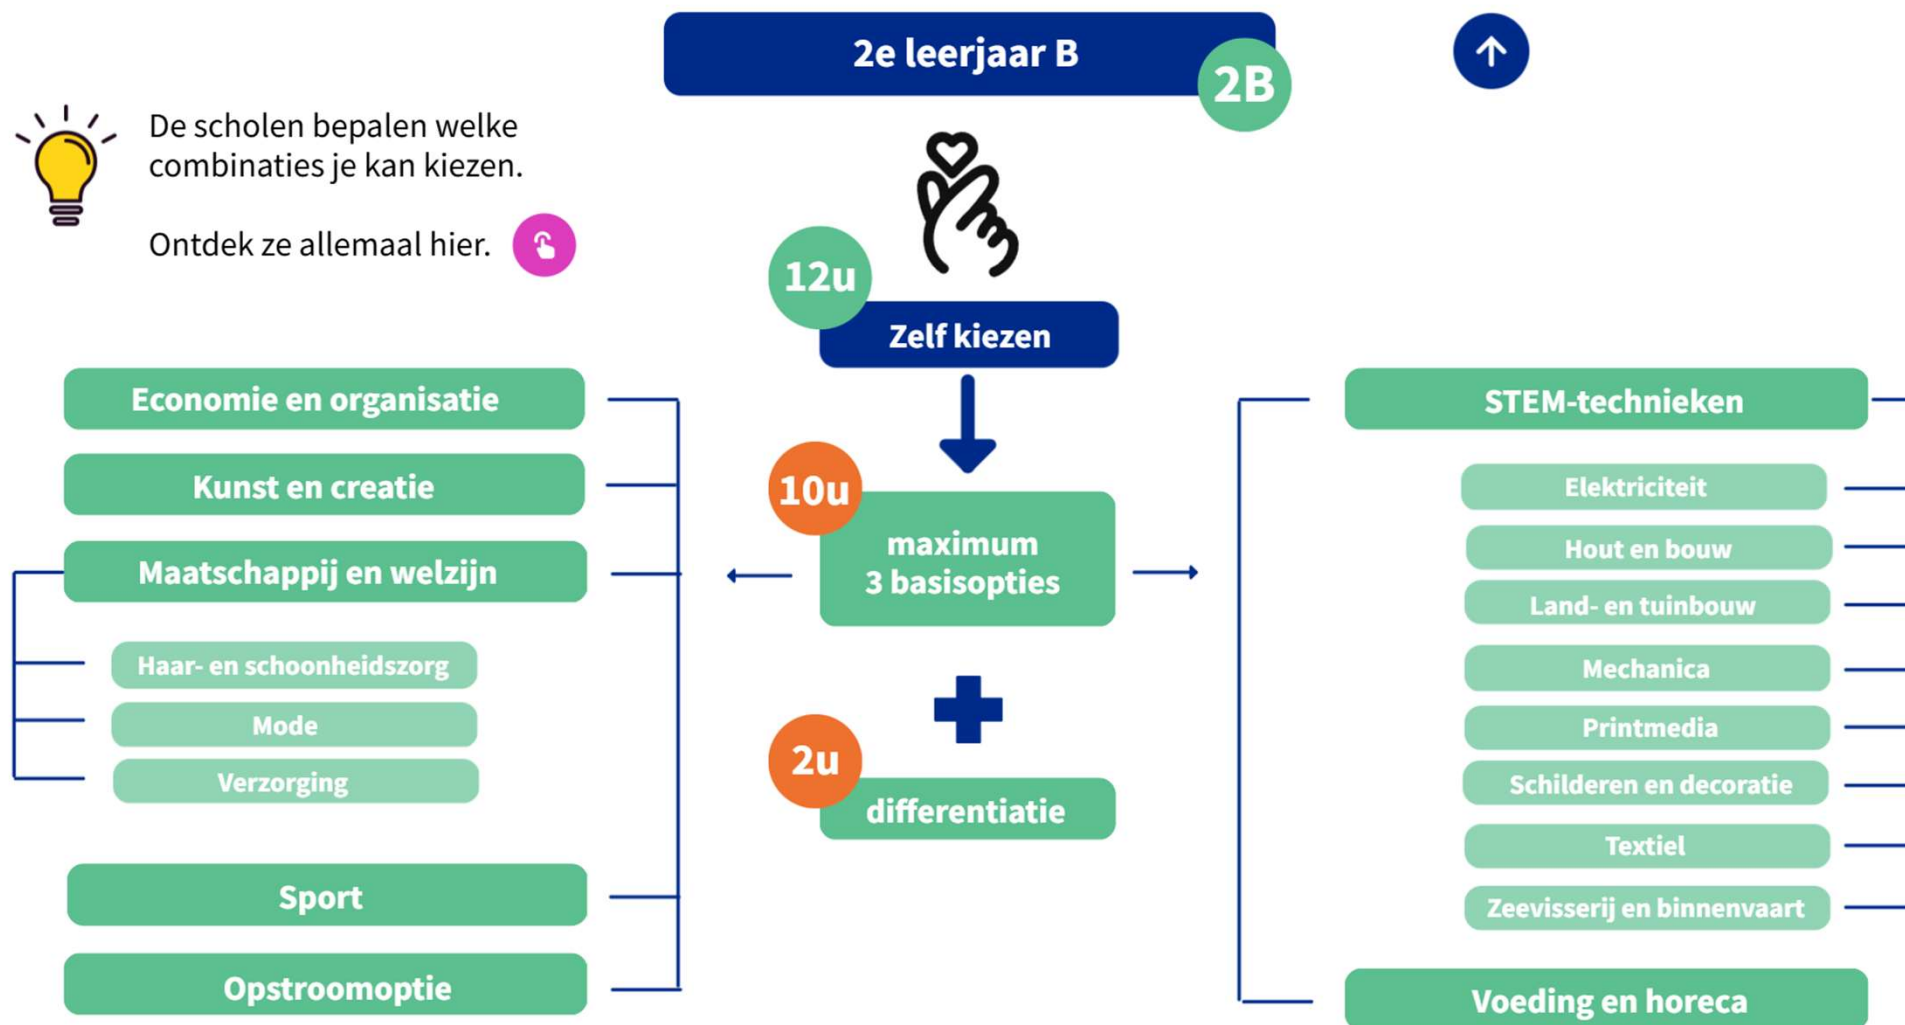 2e leerjaar B
2B
De scholen bepalen welke
combinaties je kan kiezen.
Ontdek ze allemaal hier.
12u
Zelf kiezen
Economie en organisatie
Kunst en creatie
Maatschappij en welzijn
Haar- en schoonheidszorg
Mode
Verzorging
Sport
Opstroomoptie
10u
maximum
3 basisopties
2u
differentiatie
STEM-technieken
Elektriciteit
Hout en bouw
Land- en tuinbouw
Mechanica
Printmedia
Schilderen en decoratie
Textiel
Zeevisserij en binnenvaart
Voeding en horeca